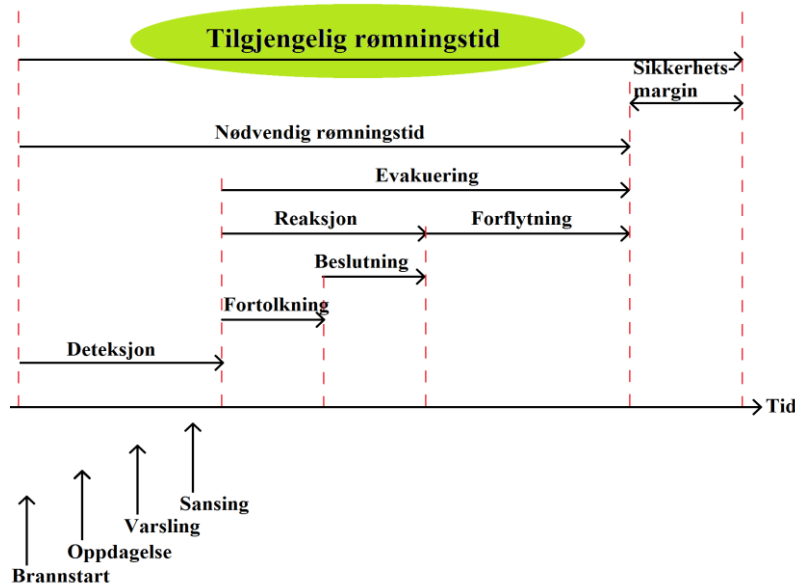 Tilgjengelig rømningstid
Sikkerhets-
margin
Nødvendig rømningstid
Evakuering
Reaksjon
Forflytning
Beslutning
Fortolkning
Deteksjon
Tid
Sansing
Varsling
Oppdagelse
Brannstart